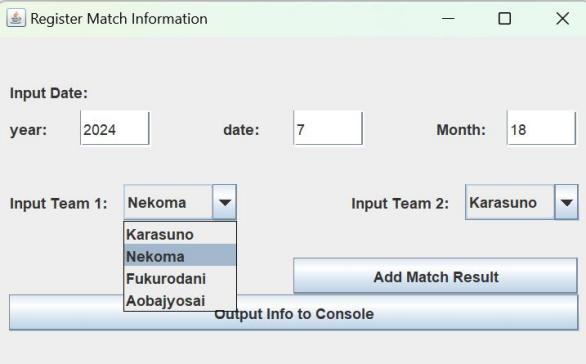 Register Match Information
Input Date:
year: 2024 date: 7 Month: 18
Input Team 1: Nekoma Input Team 2: Karasuno
Karasuno
Nekoma
Fukurodani
Aobajyosai
Add Match Result
Output Info to Console